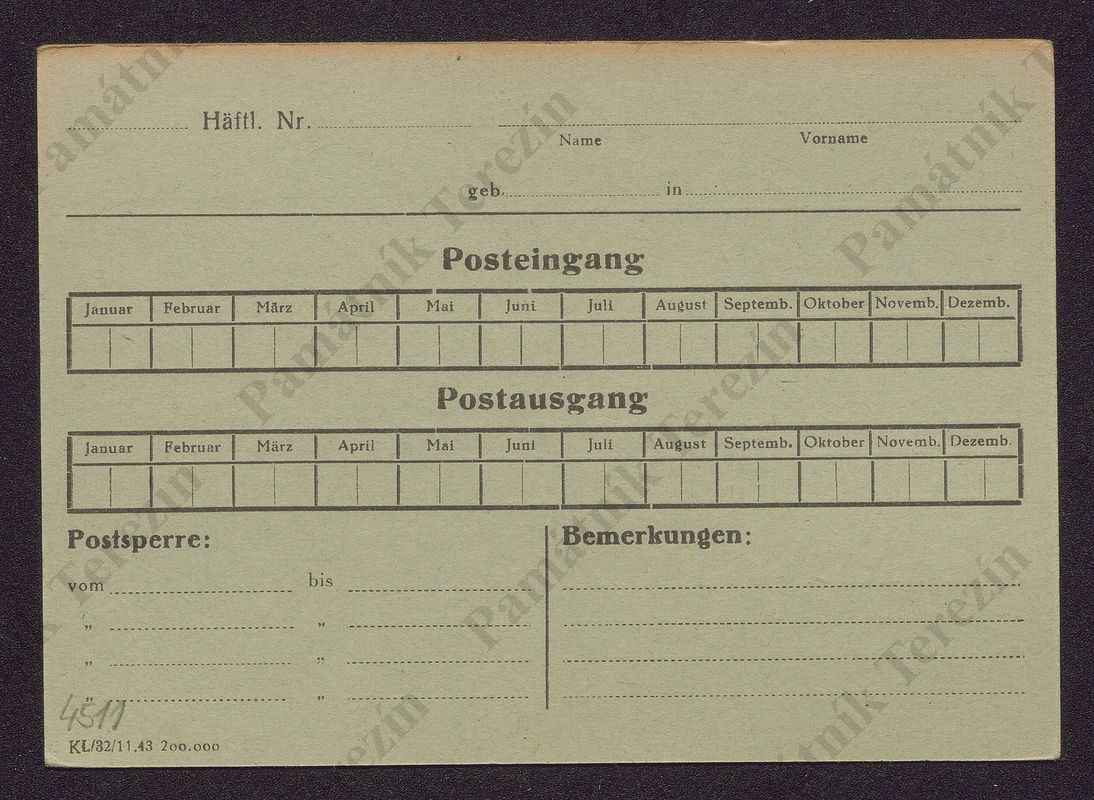 Häftl. Nr.
Name Vorname
geb. in
Posteingang
Januar Februar März April Mai Juni Juli August Septemb. Oktober Novemb. Dezemb.
Postausgang
Januar Februar März April Mai Juni Juli August Septemb. Oktober Novemb. Dezemb.
Postsperre:
vom bis
„ „
„ „
„ „
Bemerkungen:
4511
KL/32/11.43 200.000
Památník Terezín